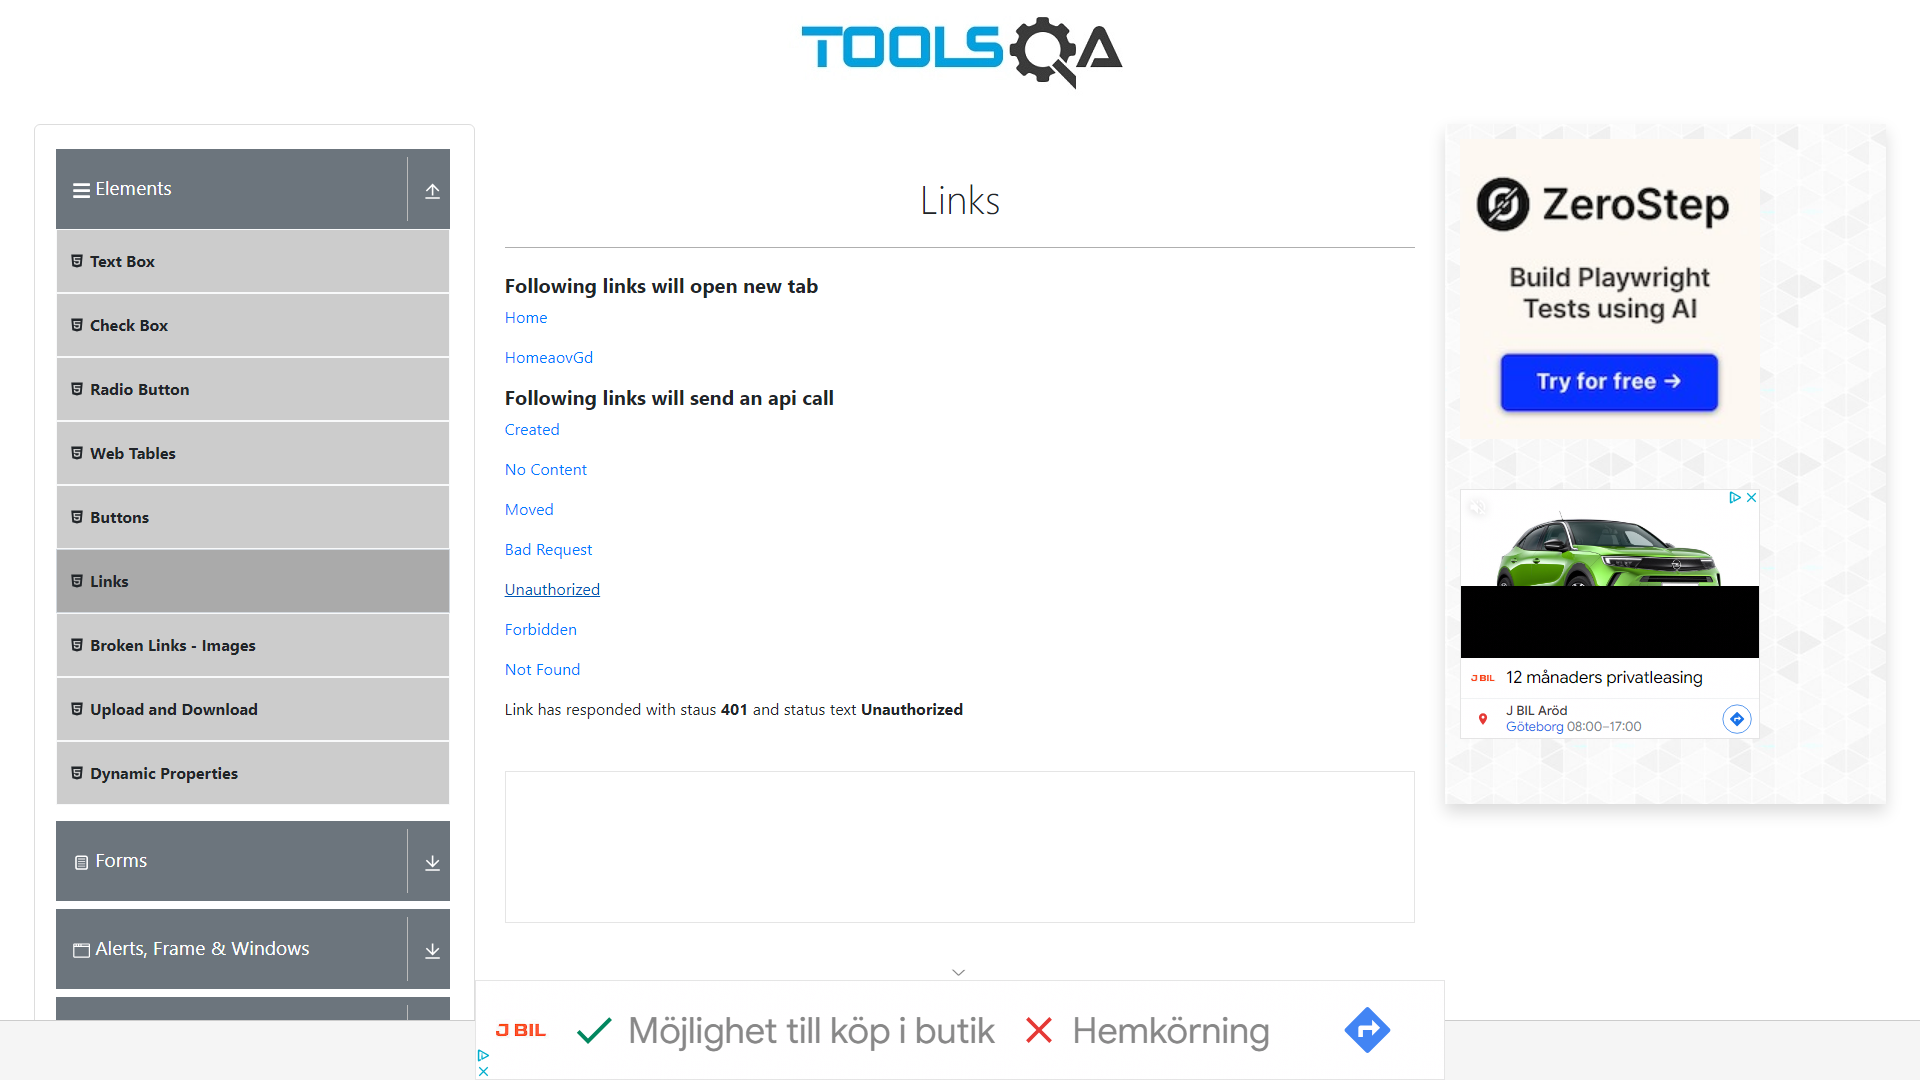 TOOLSQA
Elements
Text Box
Check Box
Radio Button
Web Tables
Buttons
Links
Broken Links - Images
Upload and Download
Dynamic Properties
Forms
Alerts, Frame & Windows
Links
Following links will open new tab
Home
HomeaovGd
Following links will send an api call
Created
No Content
Moved
Bad Request
Unauthorized
Forbidden
Not Found
Link has responded with staus 401 and status text Unauthorized
ZeroStep
Build Playwright
Tests using AI
Try for free →
J BIL 12 månaders privatleasing
J BIL Aröd
Göteborg 08:00–17:00
J BIL Möjlighet till köp i butik Hemkörning